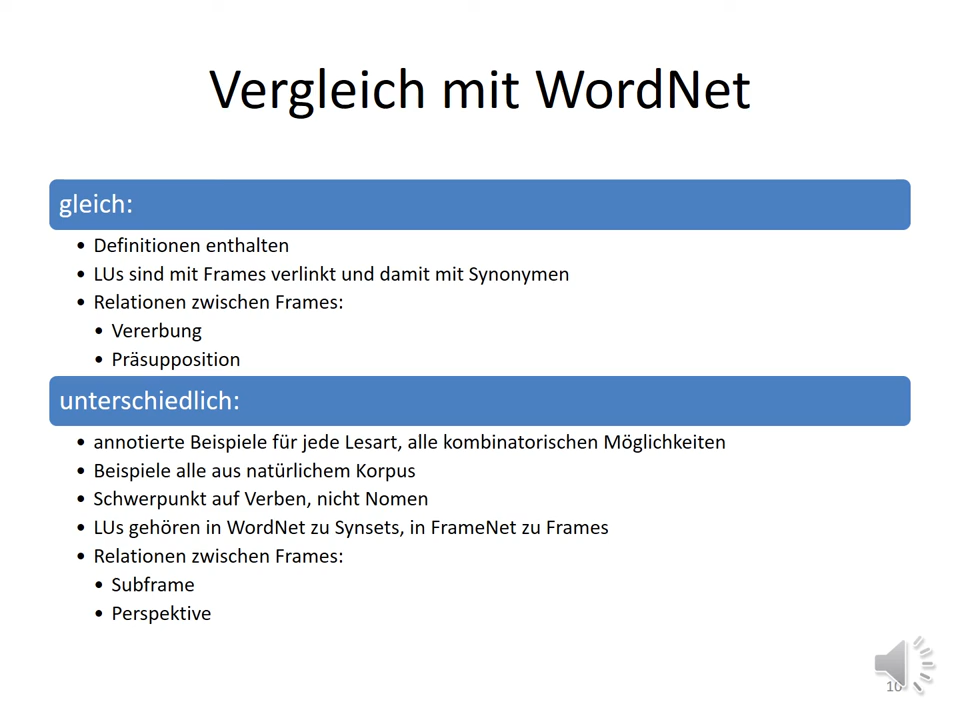 Vergleich mit WordNet
gleich:
• Definitionen enthalten
• LUs sind mit Frames verlinkt und damit mit Synonymen
• Relationen zwischen Frames:
• Vererbung
• Präsupposition
unterschiedlich:
• annotierte Beispiele für jede Lesart, alle kombinatorischen Möglichkeiten
• Beispiele alle aus natürlichem Korpus
• Schwerpunkt auf Verben, nicht Nomen
• LUs gehören in WordNet zu Synsets, in FrameNet zu Frames
• Relationen zwischen Frames:
• Subframe
• Perspektive
10